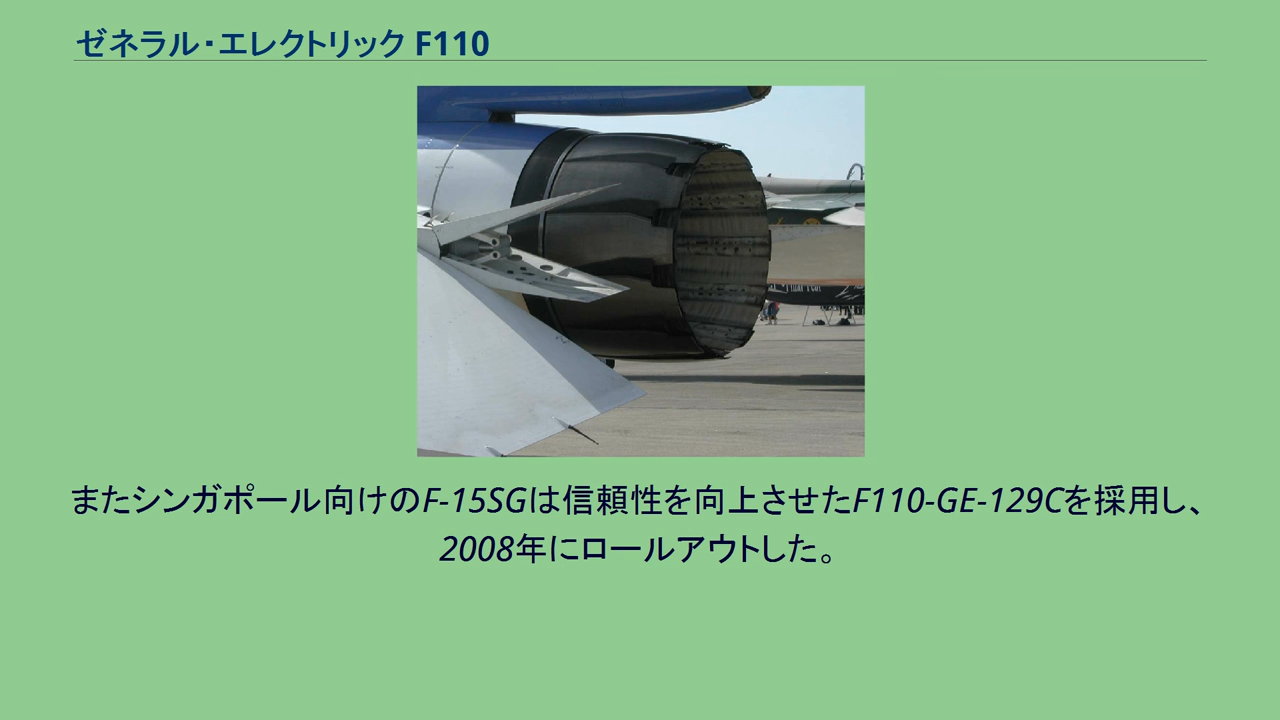 ゼネラル・エレクトリック F110
またシンガポール向けのF-15SGは信頼性を向上させたF110-GE-129Cを採用し、
2008年にロールアウトした。